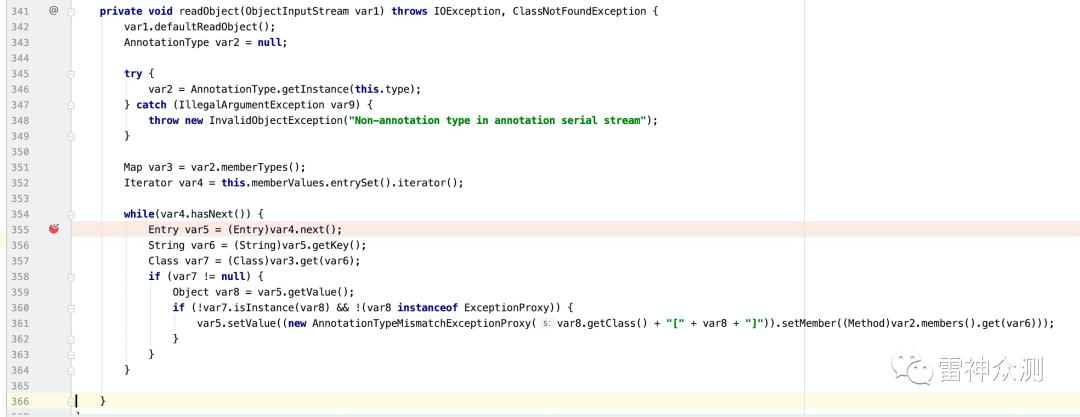 341 @ private void readObject(ObjectInputStream var1) throws IOException, ClassNotFoundException {
342 var1.defaultReadObject();
343 AnnotationType var2 = null;
344
345 try {
346 var2 = AnnotationType.getInstance(this.type);
347 } catch (IllegalArgumentException var9) {
348 throw new InvalidObjectException("Non-annotation type in annotation serial stream");
349 }
350
351 Map var3 = var2.memberTypes();
352 Iterator var4 = this.memberValues.entrySet().iterator();
353
354 while(var4.hasNext()) {
355 Entry var5 = (Entry)var4.next();
356 String var6 = (String)var5.getKey();
357 Class var7 = (Class)var3.get(var6);
358 if (var7 != null) {
359 Object var8 = var5.getValue();
360 if (!var7.isInstance(var8) && !(var8 instanceof ExceptionProxy)) {
361 var5.setValue((new AnnotationTypeMismatchExceptionProxy( s: var8.getClass() + "[" + var8 + "]")).setMember((Method)var2.members().get(var6)));
362 }
363 }
364 }
365
366 }
雷神众测